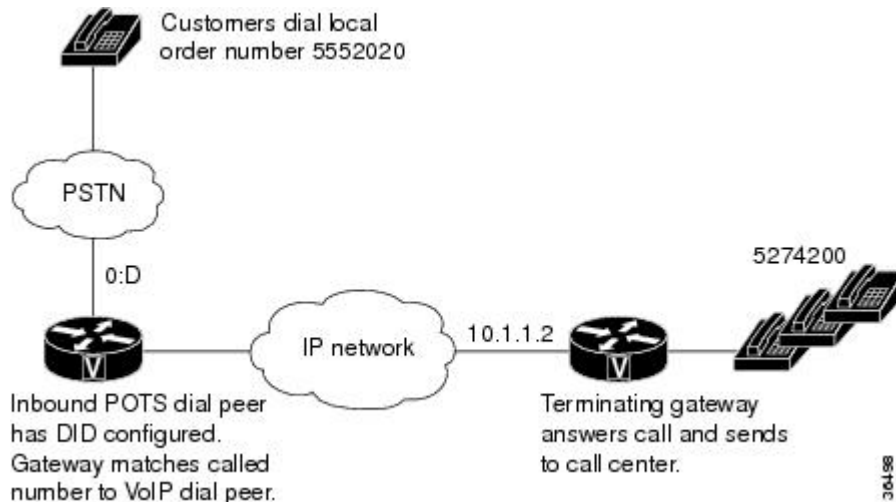 Customers dial local
order number 5552020
PSTN
0:D
5274200
IP network
10.1.1.2
V
V
Inbound POTS dial peer
has DID configured.
Gateway matches called
number to VoIP dial peer.
Terminating gateway
answers call and sends
to call center.